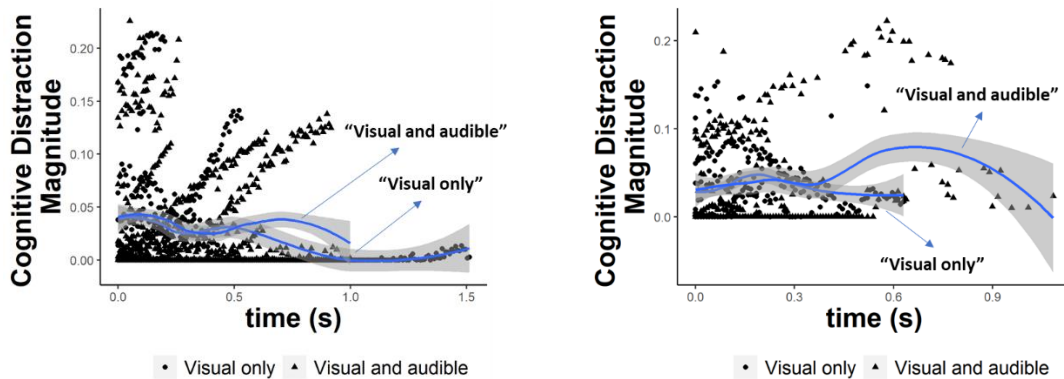 Cognitive Distraction
Magnitude
0.20
0.15
0.10
0.05
0.00
“Visual and audible”
“Visual only”
0.0 0.5 1.0 1.5
time (s)
Visual only Visual and audible
Cognitive Distraction
Magnitude
0.2
0.1
0.0
“Visual and audible”
“Visual only”
0.0 0.3 0.6 0.9
time (s)
Visual only Visual and audible